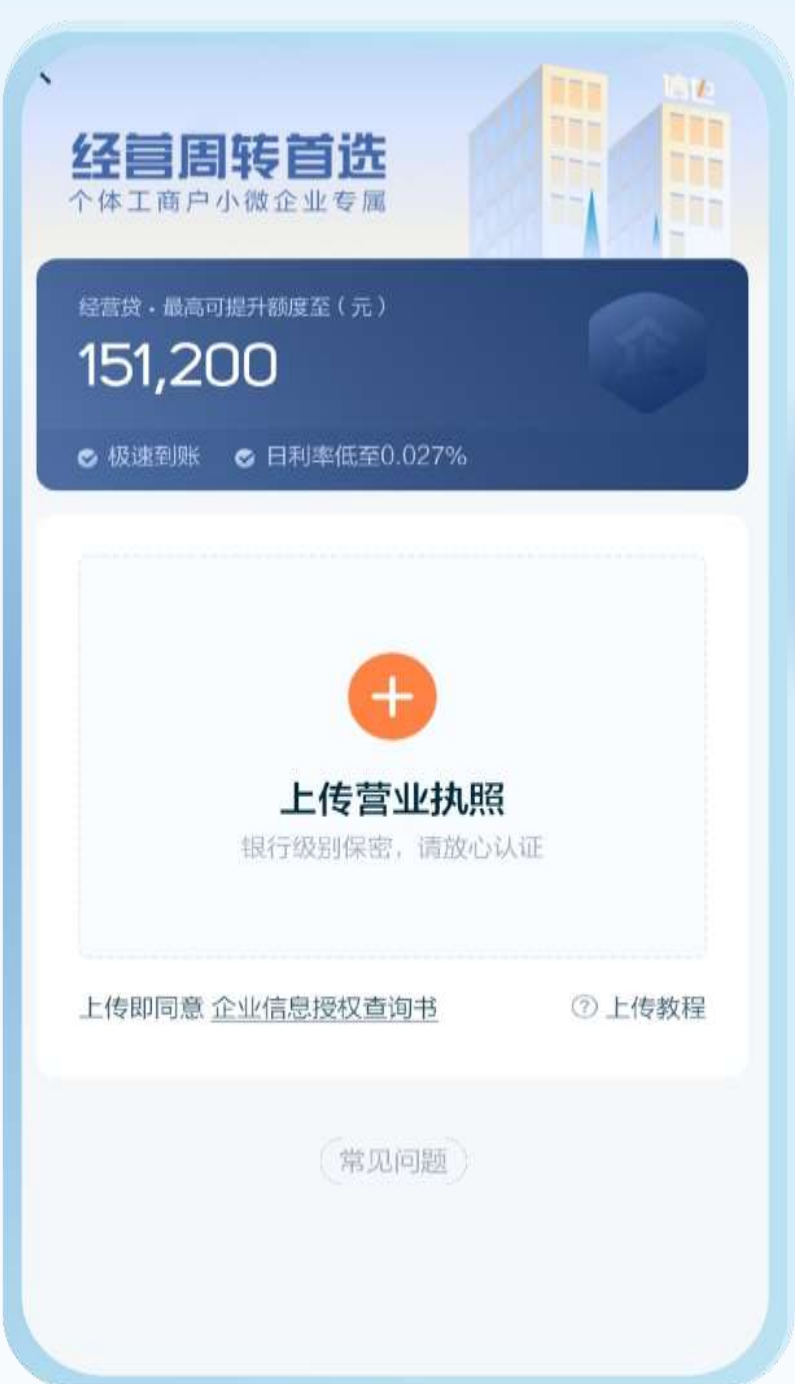 经营周转首选
个体工商户小微企业专属
经营贷·最高可提升额度至（元）
151,200
企
极速到账 日利率低至0.027%
上传营业执照
银行级别保密，请放心认证
上传即同意 企业信息授权查询书 ? 上传教程
常见问题